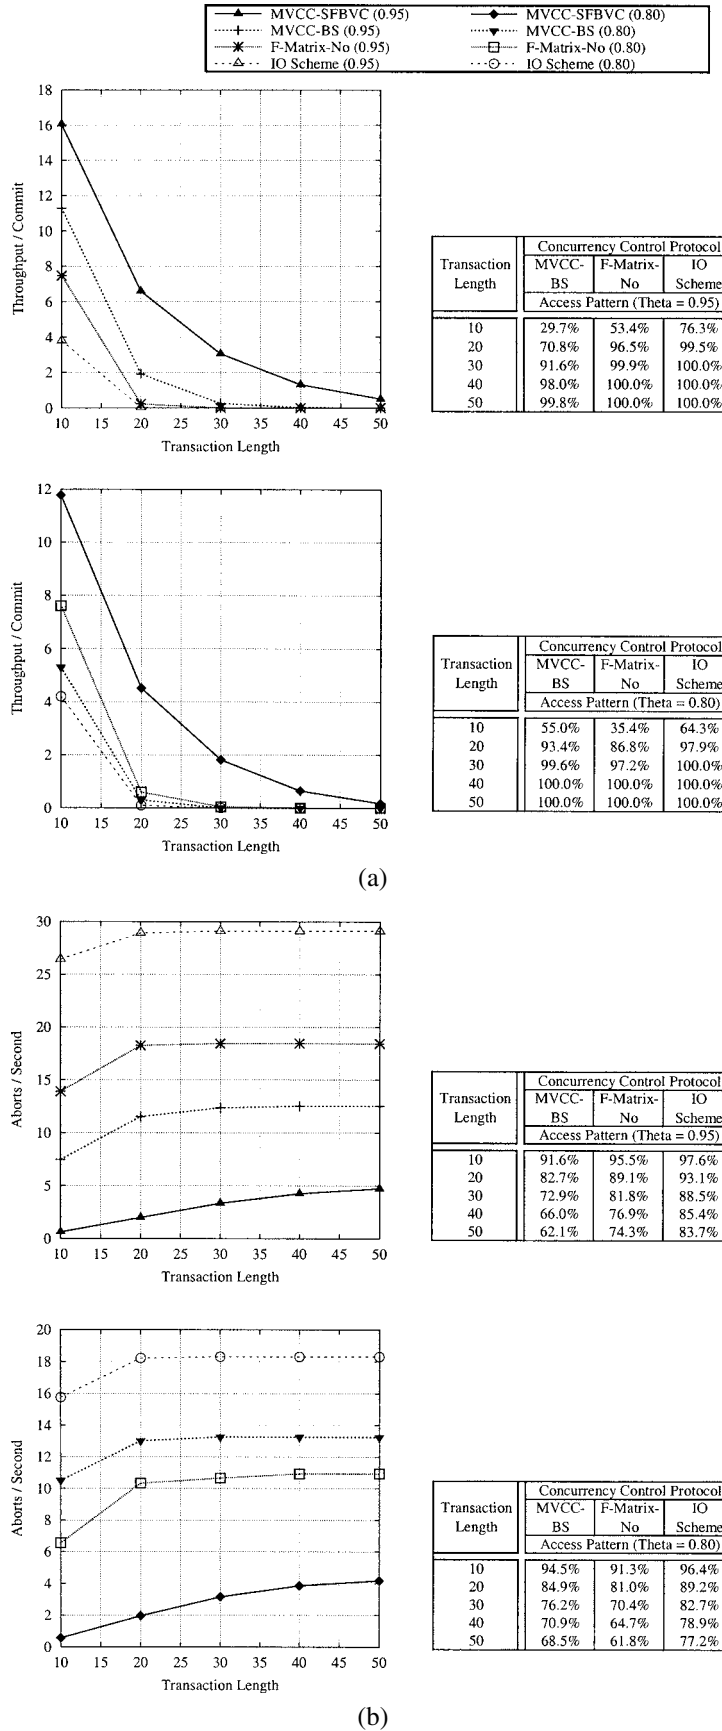 MVCC-SFBVC (0.95) MVCC-SFBVC (0.80)
MVCC-BS (0.95) MVCC-BS (0.80)
F-Matrix-No (0.95) F-Matrix-No (0.80)
IO Scheme (0.95) IO Scheme (0.80)
18
16
14
12
10
8
6
4
2
0
Throughput / Commit
10 15 20 25 30 35 40 45 50
Transaction Length
Concurrency Control Protocol
Transaction MVCC- F-Matrix- IO
Length BS No Scheme
Access Pattern (Theta = 0.95)
10 29.7% 53.4% 76.3%
20 70.8% 96.5% 99.5%
30 91.6% 99.9% 100.0%
40 98.0% 100.0% 100.0%
50 99.8% 100.0% 100.0%
12
10
8
6
4
2
0
Throughput / Commit
10 15 20 25 30 35 40 45 50
Transaction Length
Concurrency Control Protocol
Transaction MVCC- F-Matrix- IO
Length BS No Scheme
Access Pattern (Theta = 0.80)
10 55.0% 35.4% 64.3%
20 93.4% 86.8% 97.9%
30 99.6% 97.2% 100.0%
40 100.0% 100.0% 100.0%
50 100.0% 100.0% 100.0%
(a)
30
25
20
15
10
5
0
Aborts / Second
10 15 20 25 30 35 40 45 50
Transaction Length
Concurrency Control Protocol
Transaction MVCC- F-Matrix- IO
Length BS No Scheme
Access Pattern (Theta = 0.95)
10 91.6% 95.5% 97.6%
20 82.7% 89.1% 93.1%
30 72.9% 81.8% 88.5%
40 66.0% 76.9% 85.4%
50 62.1% 74.3% 83.7%
20
18
16
14
12
10
8
6
4
2
0
Aborts / Second
10 15 20 25 30 35 40 45 50
Transaction Length
Concurrency Control Protocol
Transaction MVCC- F-Matrix- IO
Length BS No Scheme
Access Pattern (Theta = 0.80)
10 94.5% 91.3% 96.4%
20 84.9% 81.0% 89.2%
30 76.2% 70.4% 82.7%
40 70.9% 64.7% 78.9%
50 68.5% 61.8% 77.2%
(b)